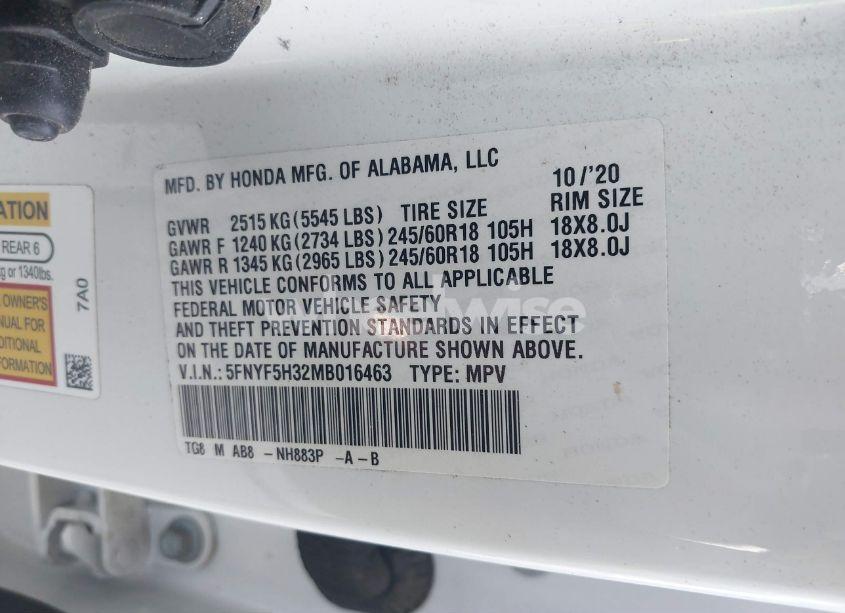 MFD. BY HONDA MFG. OF ALABAMA, LLC 10/'20
GVWR 2515 KG (5545 LBS) TIRE SIZE RIM SIZE
GAWR F 1240 KG (2734 LBS) 245/60R18 105H 18X8.0J
GAWR R 1345 KG (2965 LBS) 245/60R18 105H 18X8.0J
THIS VEHICLE CONFORMS TO ALL APPLICABLE
FEDERAL MOTOR VEHICLE SAFETY
AND THEFT PREVENTION STANDARDS IN EFFECT
ON THE DATE OF MANUFACTURE SHOWN ABOVE.
V.I.N.: 5FNYF5H32MB016463 TYPE: MPV
TG8 M AB8 - NH883P - A - B
ATION
REAR 6
g or 1340lbs.
OWNER'S
NUAL FOR
DITIONAL
FORMATION
7A0